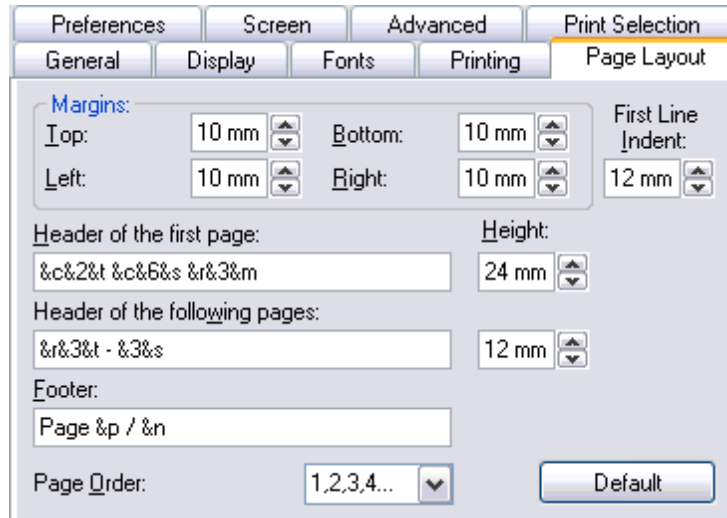 Preferences Screen Advanced Print Selection
General Display Fonts Printing Page Layout
Margins:
Top: 10 mm Bottom: 10 mm
First Line
Indent:
Left: 10 mm Right: 10 mm 12 mm
Header of the first page: Height:
&c&2&t &c&6&s &r&3&m 24 mm
Header of the following pages:
&r&3&t - &3&s 12 mm
Footer:
Page &p / &n
Page Order: 1,2,3,4... Default